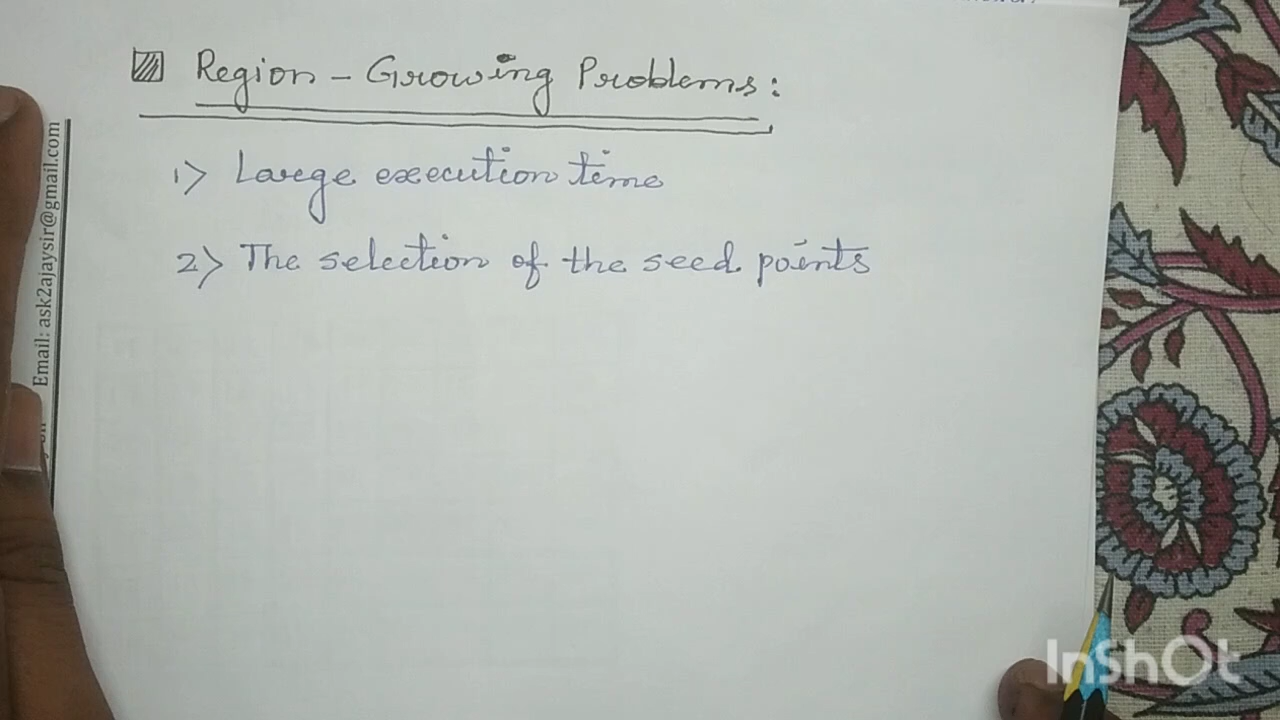 Region - Growing Problems:
1) Large execution time
2) The selection of the seed points
Email: ask2ajaysir@gmail.com
InShOt